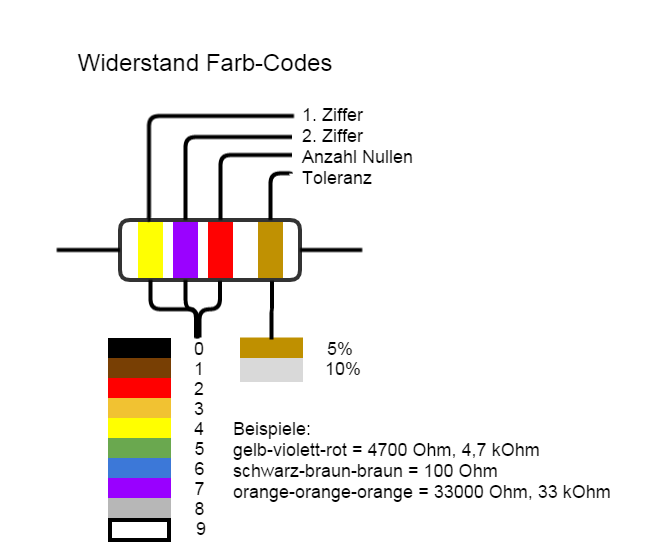 Widerstand Farb-Codes
1. Ziffer
2. Ziffer
Anzahl Nullen
Toleranz
0
1
2
3
4
5
6
7
8
9
5%
10%
Beispiele:
gelb-violett-rot = 4700 Ohm, 4,7 kOhm
schwarz-braun-braun = 100 Ohm
orange-orange-orange = 33000 Ohm, 33 kOhm